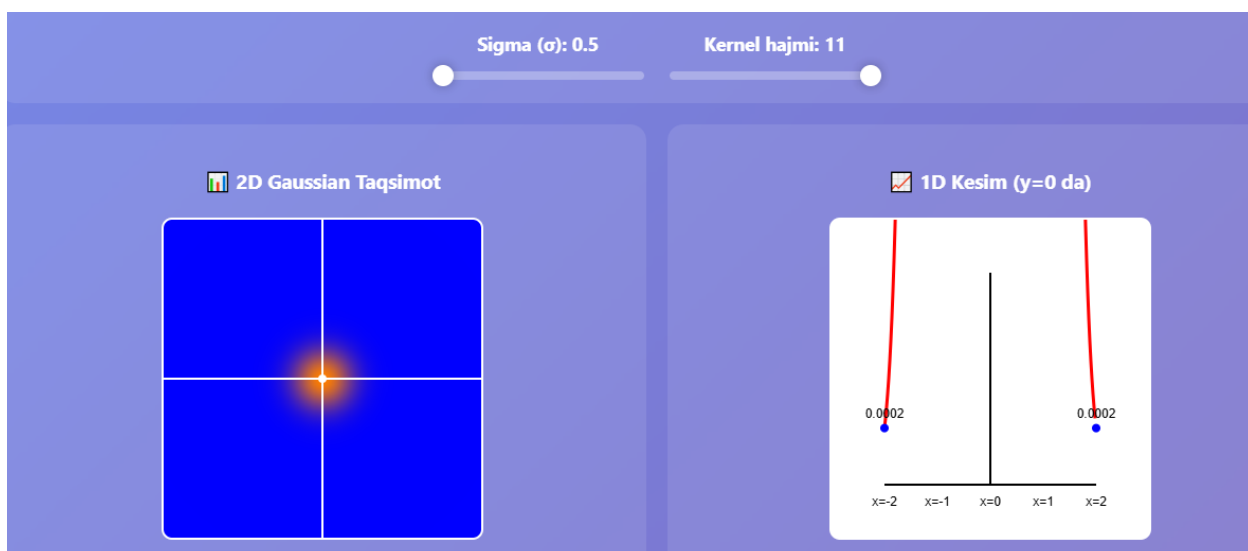 Sigma (σ): 0.5
Kernel hajmi: 11
📊 2D Gaussian Taqsimot
📈 1D Kesim (y=0 da)
0.0002
0.0002
x=-2
x=-1
x=0
x=1
x=2